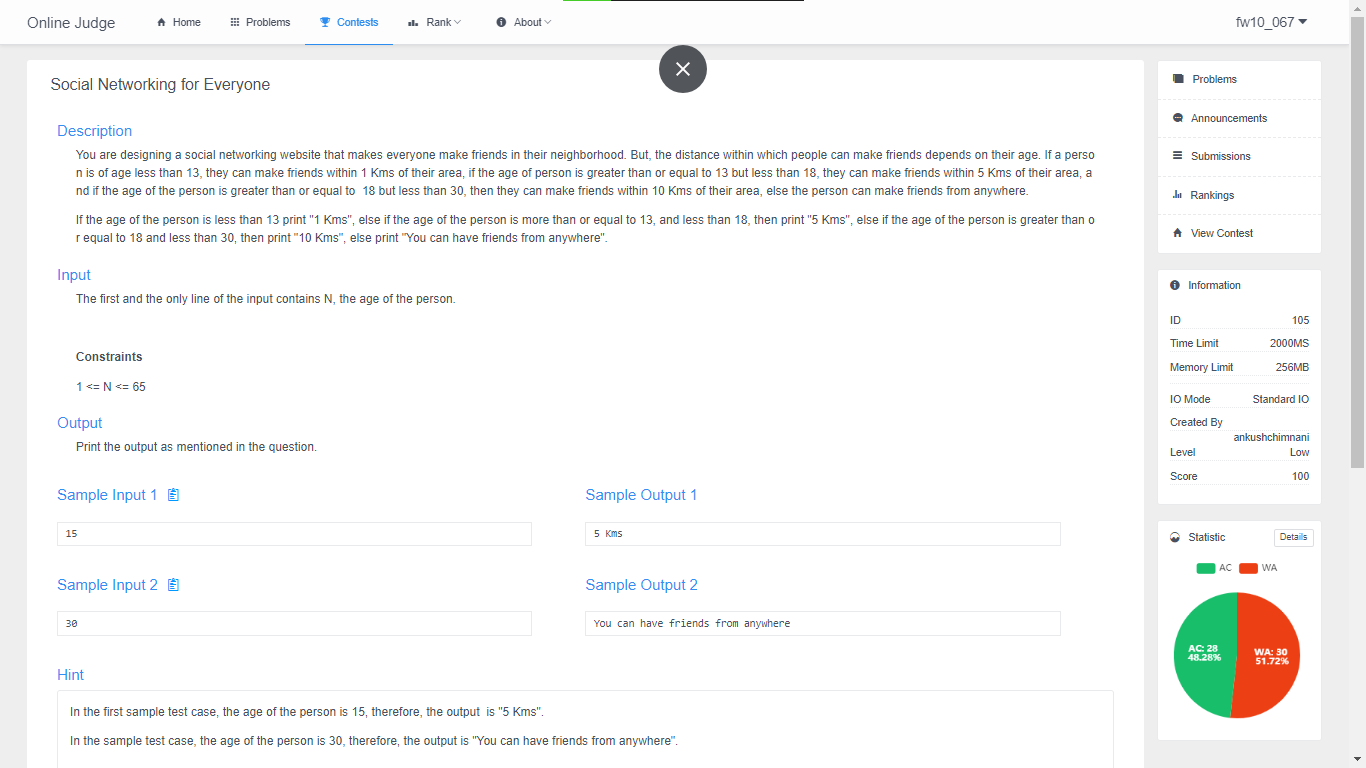 Online Judge
Home
Problems
Contests
Rank
About
fw10_067
Social Networking for Everyone
Description
You are designing a social networking website that makes everyone make friends in their neighborhood. But, the distance within which people can make friends depends on their age. If a perso
n is of age less than 13, they can make friends within 1 Kms of their area, if the age of person is greater than or equal to 13 but less than 18, they can make friends within 5 Kms of their area, a
nd if the age of the person is greater than or equal to  18 but less than 30, then they can make friends within 10 Kms of their area, else the person can make friends from anywhere.
If the age of the person is less than 13 print "1 Kms", else if the age of the person is more than or equal to 13, and less than 18, then print "5 Kms", else if the age of the person is greater than o
r equal to 18 and less than 30, then print "10 Kms", else print "You can have friends from anywhere".
Input
The first and the only line of the input contains N, the age of the person.
Constraints
1 <= N <= 65
Output
Print the output as mentioned in the question.
Sample Input 1
Sample Output 1
15
5 Kms
Sample Input 2
Sample Output 2
30
You can have friends from anywhere
Hint
In the first sample test case, the age of the person is 15, therefore, the output  is "5 Kms".
In the sample test case, the age of the person is 30, therefore, the output is "You can have friends from anywhere".
Problems
Announcements
Submissions
Rankings
View Contest
Information
ID 105
Time Limit 2000MS
Memory Limit 256MB
IO Mode Standard IO
Created By
ankushchimnani
Level Low
Score 100
Statistic
Details
AC WA
AC: 28
48.28%
WA: 30
51.72%